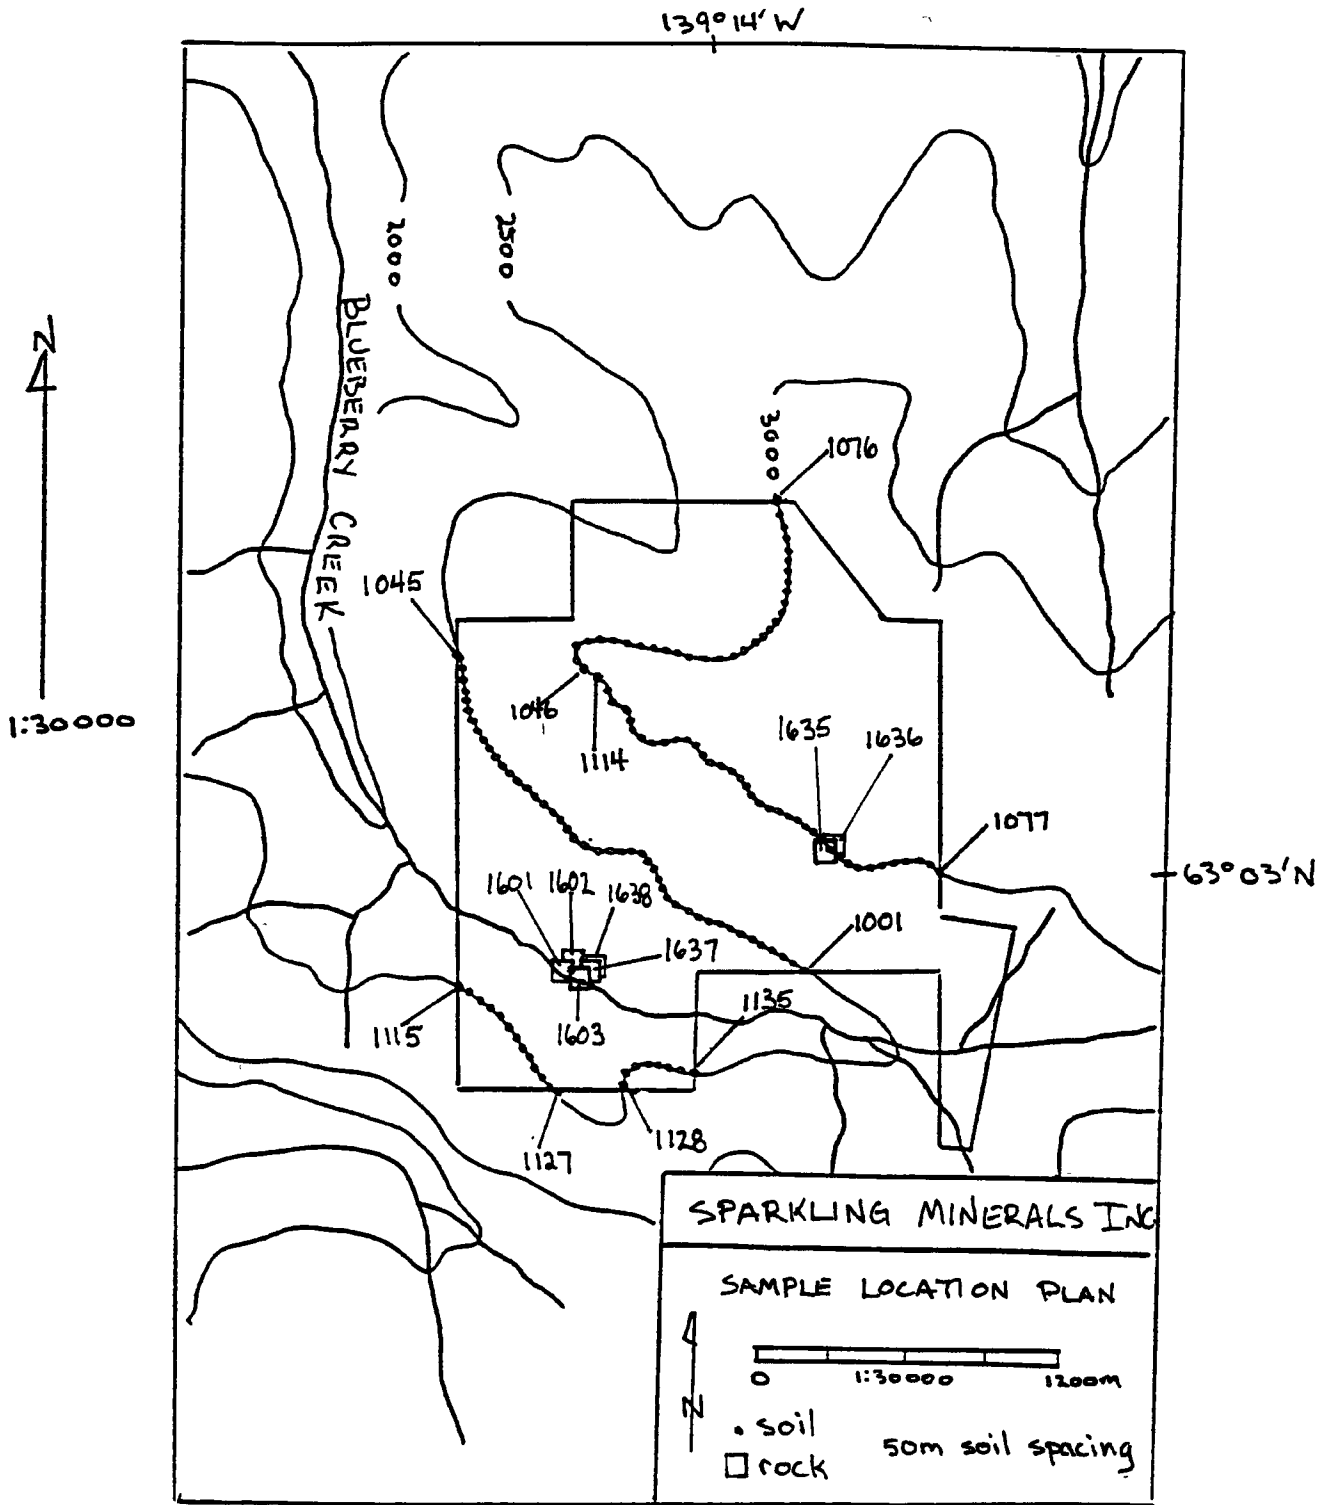 139° 14' W
2000
2500
BLUEBERRY CREEK
N
3000
1076
1045
1:30000
1046
1114
1635
1636
1077
63° 03' N
1601
1602
1638
1637
1001
1135
1603
1115
1127
1128
SPARKLING MINERALS INC
SAMPLE LOCATION PLAN
N
0
1:30000
1200m
soil
rock
50m soil spacing